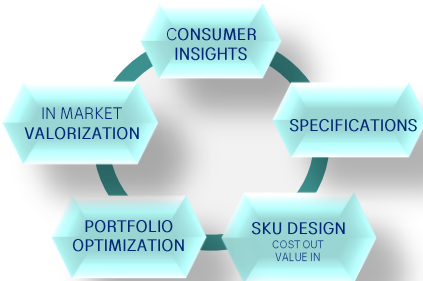 CONSUMER
INSIGHTS
SPECIFICATIONS
SKU DESIGN
COST OUT
VALUE IN
PORTFOLIO
OPTIMIZATION
IN MARKET
VALORIZATION